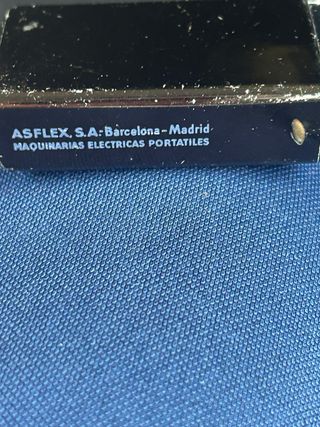 ASFLEX, S.A.-Barcelona-Madrid
MAQUINARIAS ELECTRICAS PORTATILES